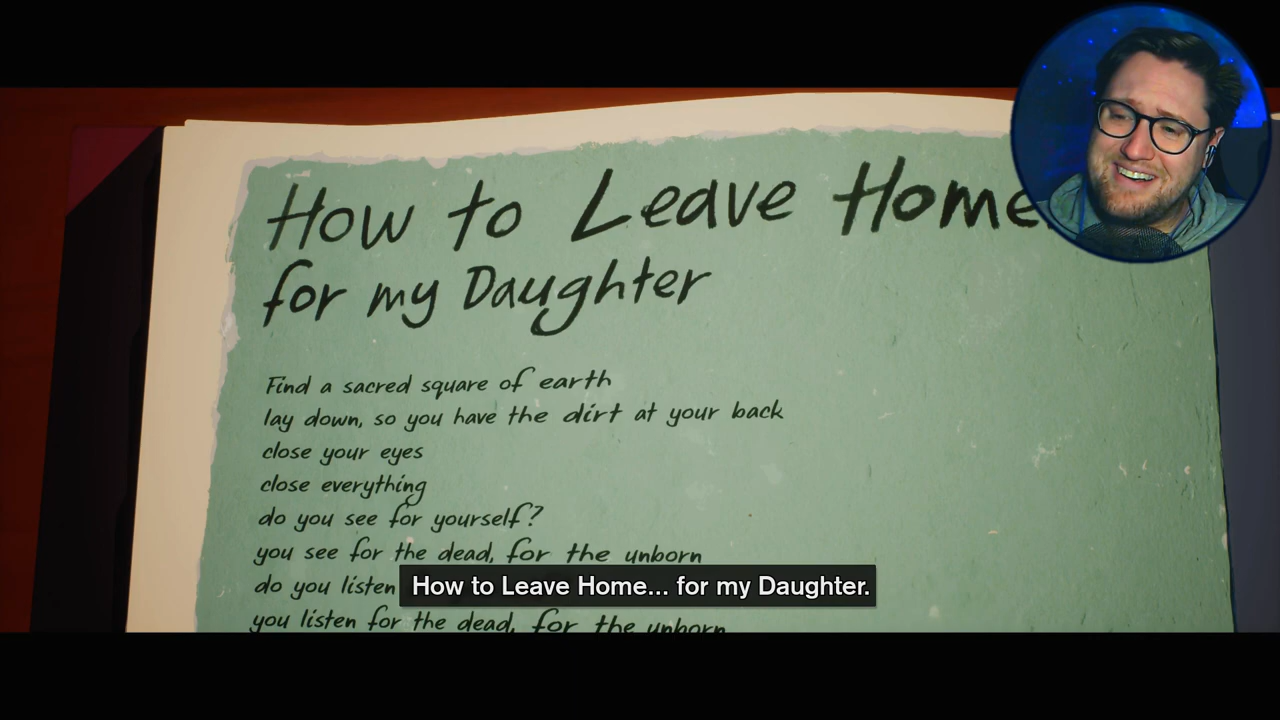 How to Leave Home
for my Daughter
Find a sacred square of earth
lay down, so you have the dirt at your back
close your eyes
close everything
do you see for yourself?
you see for the dead, for the unborn
do you listen
How to Leave Home... for my Daughter.
you listen for the dead, for the unborn